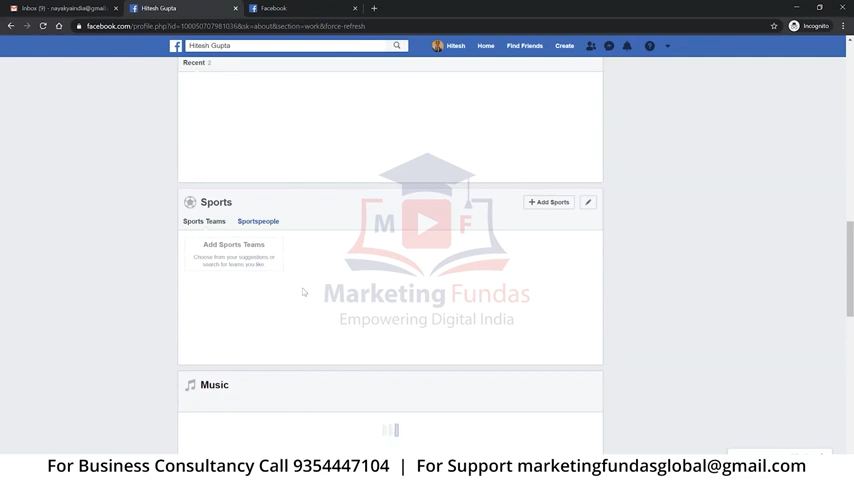 Inbox (9) - nayakyaindia@gmail
Hitesh Gupta
Facebook
facebook.com/profile.php?id=100050707981036&sk=about&section=work&force-refresh
Incognito
Hitesh Gupta
Hitesh
Home
Find Friends
Create
Recent 2
Sports
+ Add Sports
Sports Teams
Sportspeople
Add Sports Teams
Choose from your suggestions or
search for teams you like
M F
Marketing Fundas
Empowering Digital India
Music
For Business Consultancy Call 9354447104 | For Support marketingfundasglobal@gmail.com